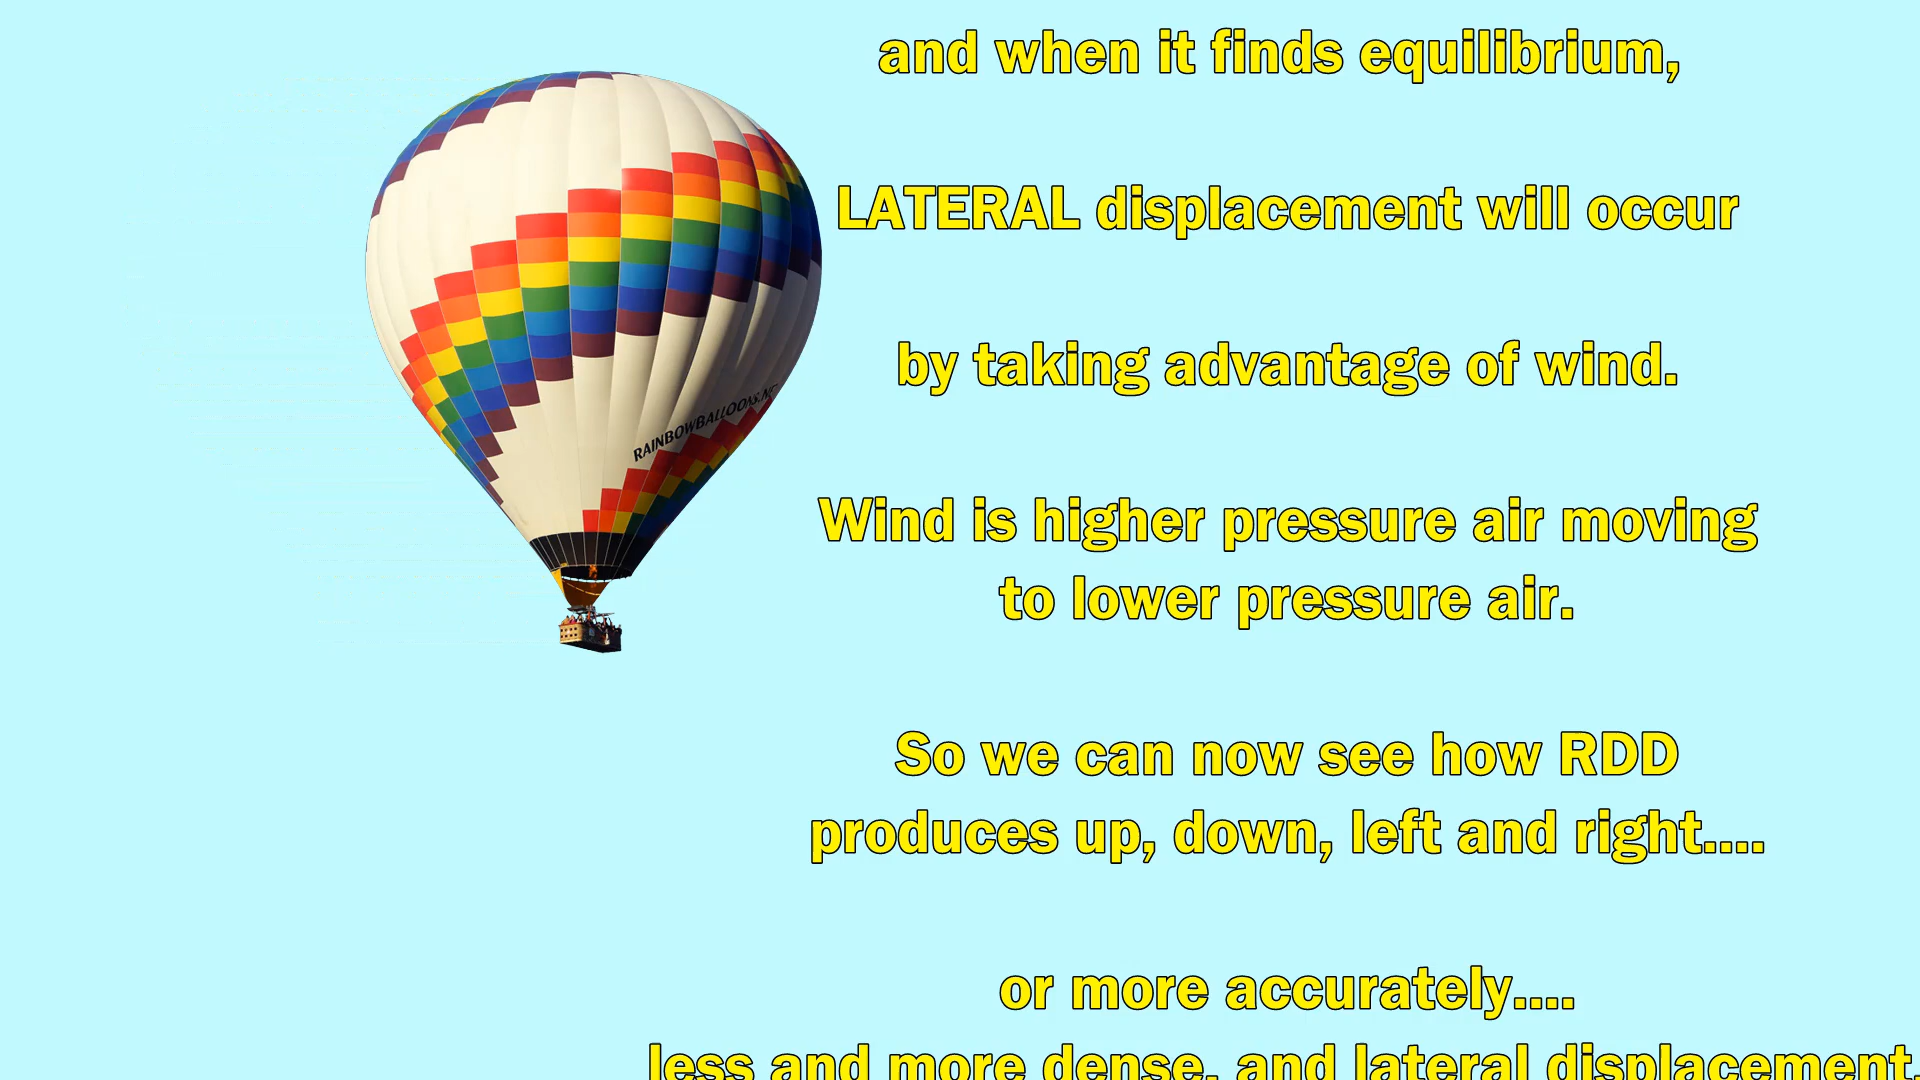 and when it finds equilibrium,
LATERAL displacement will occur
by taking advantage of wind.
Wind is higher pressure air moving
to lower pressure air.
So we can now see how RDD
produces up, down, left and right....
or more accurately....
less and more dense, and lateral displacement.
RAINBOWBALLOONS.NET